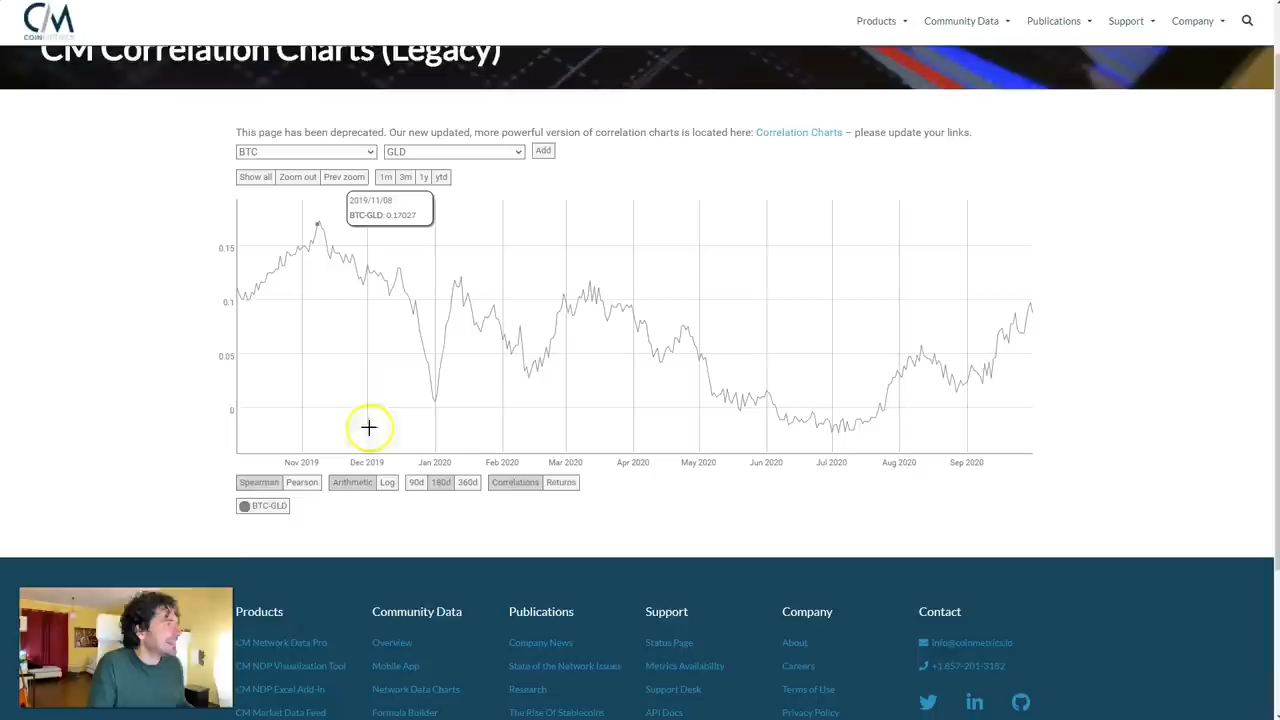 CM
COINMETRICS
Products
Community Data
Publications
Support
Company
CM Correlation Charts (Legacy)
This page has been deprecated. Our new updated, more powerful version of correlation charts is located here: Correlation Charts – please update your links.
BTC
GLD
Add
Show all
Zoom out
Prev zoom
1m
3m
1y
ytd
2019/11/08
BTC-GLD: 0.17027
0.15
0.1
0.05
0
Nov 2019
Dec 2019
Jan 2020
Feb 2020
Mar 2020
Apr 2020
May 2020
Jun 2020
Jul 2020
Aug 2020
Sep 2020
Spearman
Pearson
Arithmetic
Log
90d
180d
360d
Correlations
Returns
BTC-GLD
Products
CM Network Data Pro
CM NDP Visualization Tool
CM NDP Excel Add-in
CM Market Data Feed
Community Data
Overview
Mobile App
Network Data Charts
Formula Builder
Publications
Company News
State of the Network Issues
Research
The Rise Of Stablecoins
Support
Status Page
Metrics Availability
Support Desk
API Docs
Company
About
Careers
Terms of Use
Privacy Policy
Contact
info@coinmetrics.io
+1 857-201-3182